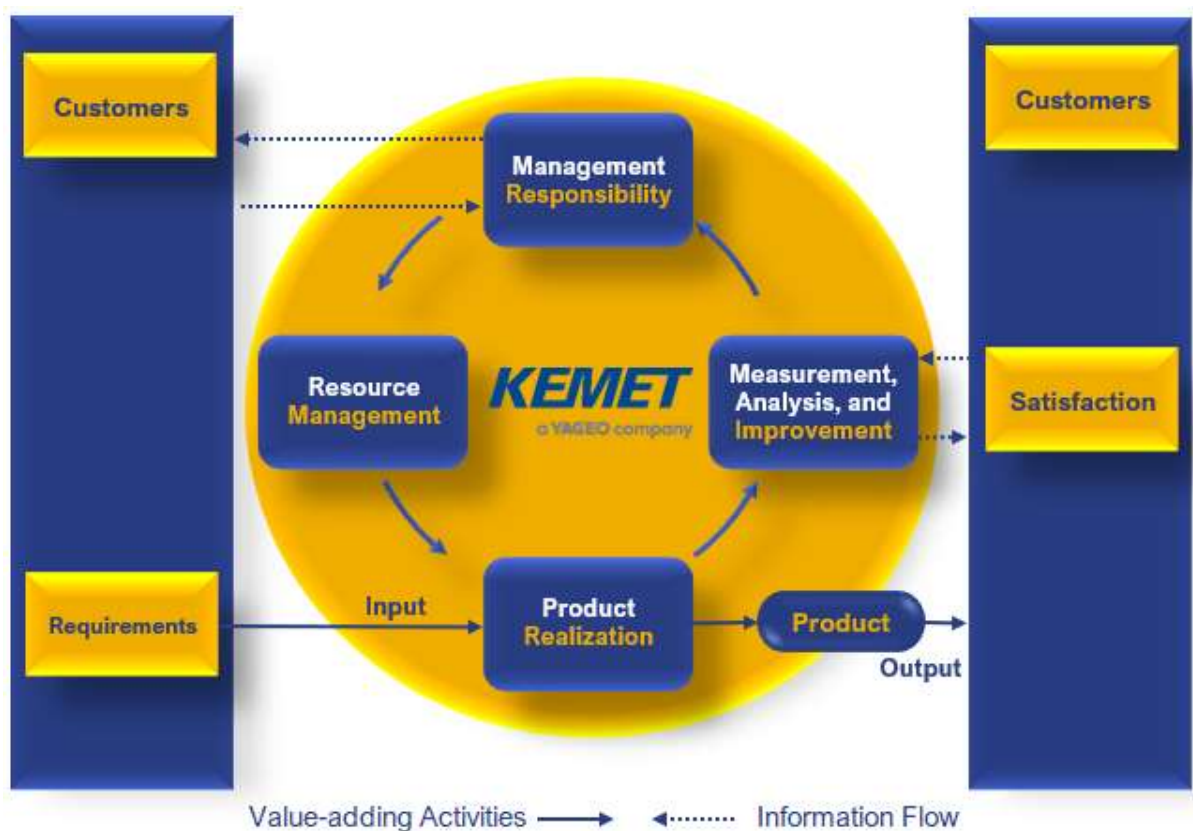 Customers
Customers
Management
Responsibility
Resource
Management
KEMET
a YAGEO company
Measurement,
Analysis, and
Improvement
Satisfaction
Requirements
Input
Product
Realization
Product
Output
Value-adding Activities
Information Flow